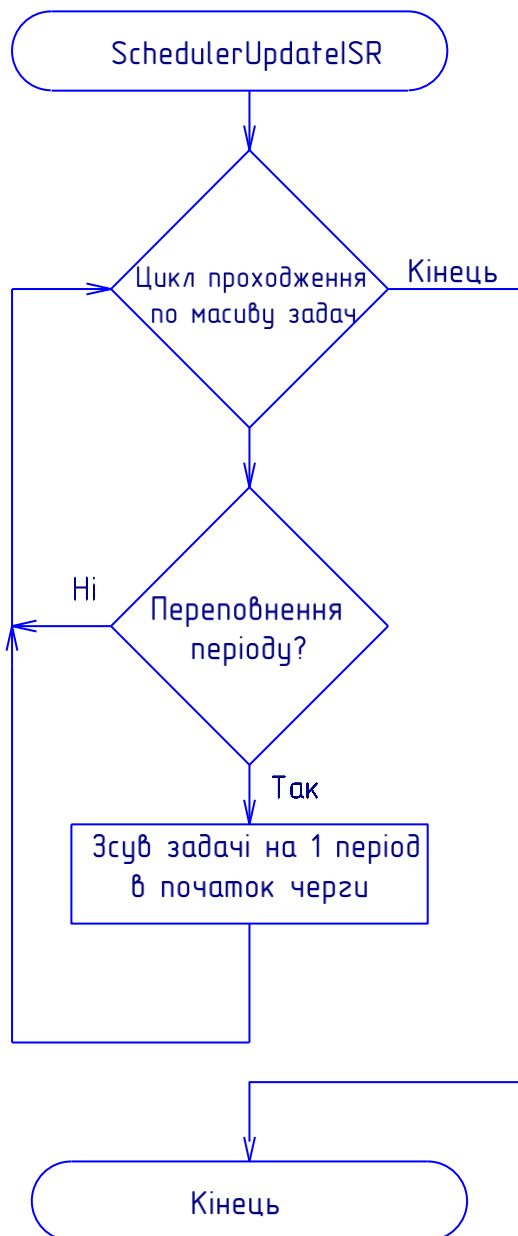 SchedulerUpdateISR
Цикл проходження
по масиву задач
Кінець
Ні
Переповнення
періоду?
Так
Зсув задачі на 1 період
в початок черги
Кінець